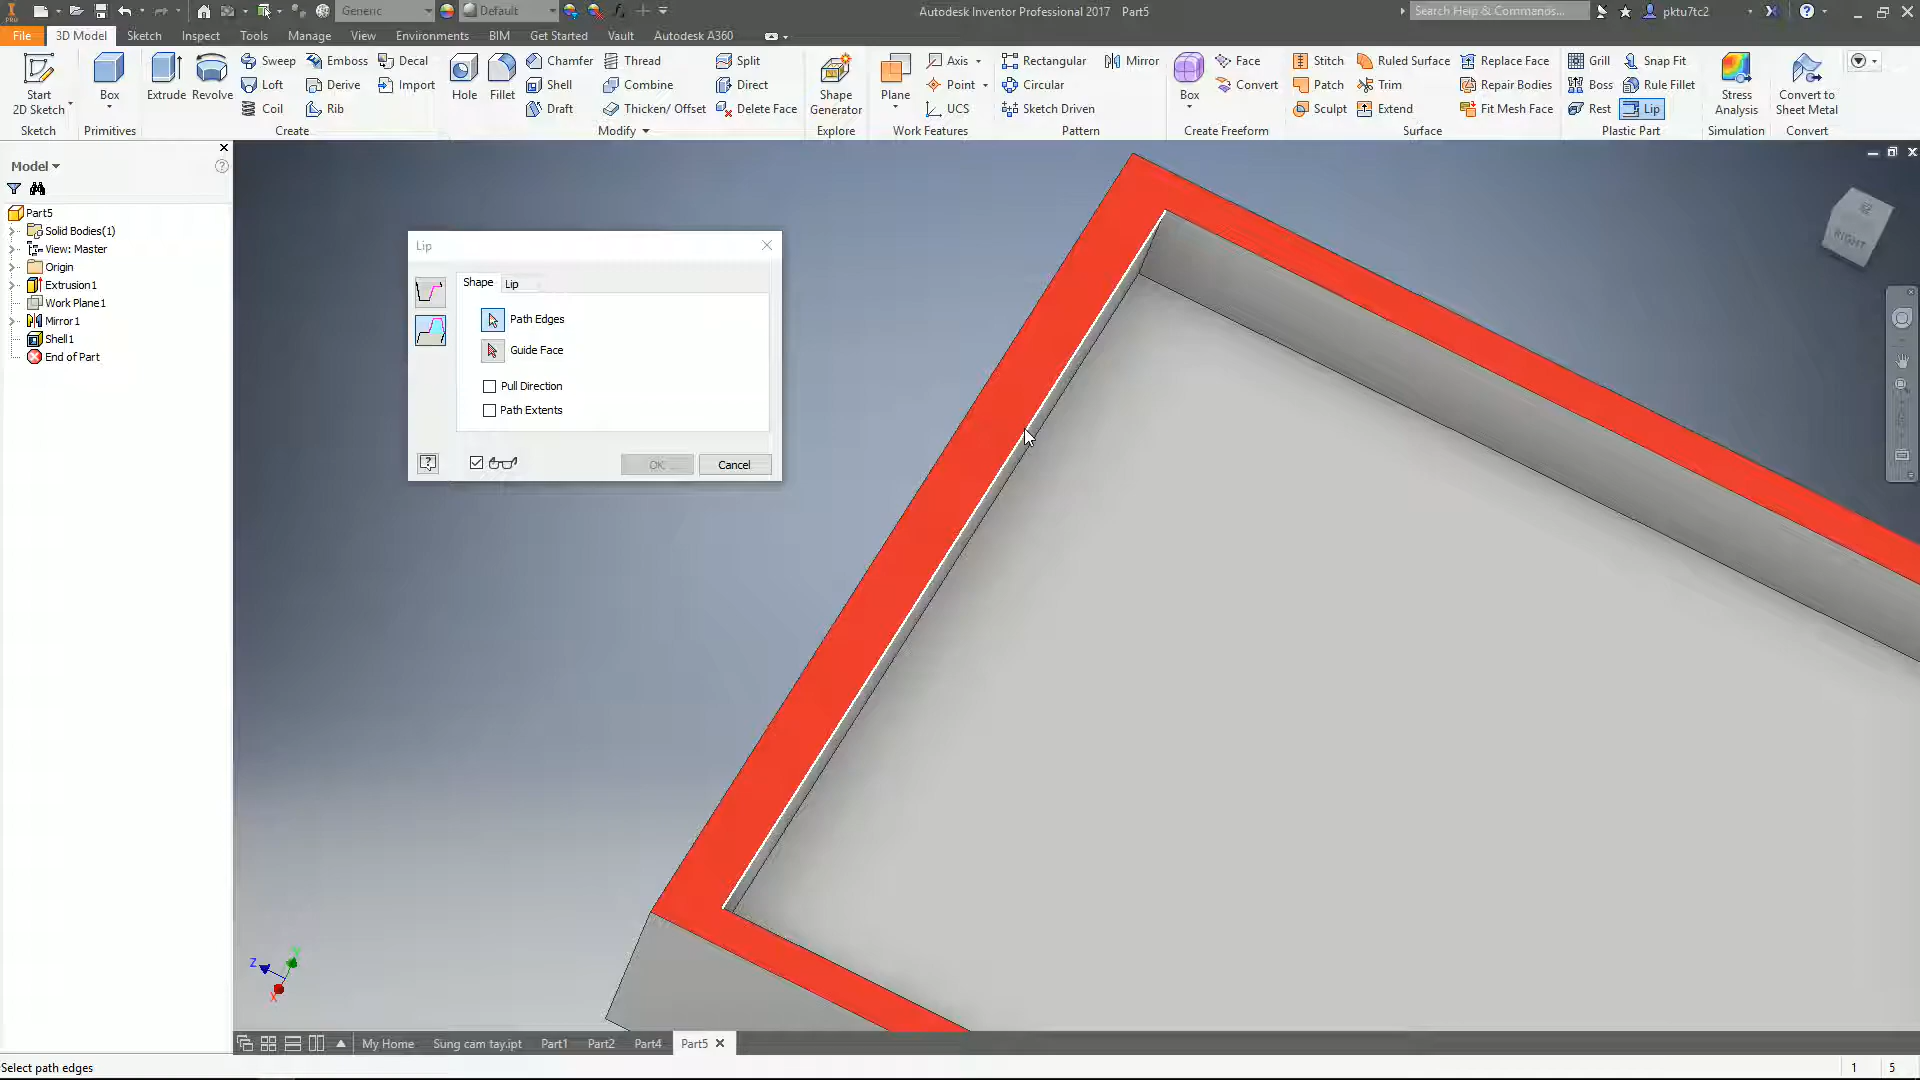 Generic
Default
Autodesk Inventor Professional 2017 Part5
Search Help & Commands...
pktu7tc2
File
3D Model
Sketch
Inspect
Tools
Manage
View
Environments
BIM
Get Started
Vault
Autodesk A360
Start
2D Sketch
Sketch
Box
Primitives
Extrude
Revolve
Sweep
Loft
Coil
Emboss
Derive
Rib
Decal
Import
Create
Hole
Fillet
Chamfer
Shell
Draft
Thread
Combine
Thicken/ Offset
Split
Direct
Delete Face
Modify
Shape
Generator
Explore
Plane
Axis
Point
UCS
Work Features
Rectangular
Circular
Sketch Driven
Mirror
Pattern
Box
Face
Convert
Create Freeform
Stitch
Patch
Sculpt
Ruled Surface
Trim
Extend
Replace Face
Repair Bodies
Fit Mesh Face
Surface
Grill
Boss
Rest
Snap Fit
Rule Fillet
Lip
Plastic Part
Stress
Analysis
Simulation
Convert to
Sheet Metal
Convert
Model
Part5
Solid Bodies(1)
View: Master
Origin
Extrusion1
Work Plane1
Mirror1
Shell1
End of Part
Lip
Shape
Lip
Path Edges
Guide Face
Pull Direction
Path Extents
OK
Cancel
RIGHT
Z
Y
X
My Home
Sung cam tay.ipt
Part1
Part2
Part4
Part5
Select path edges
1
5